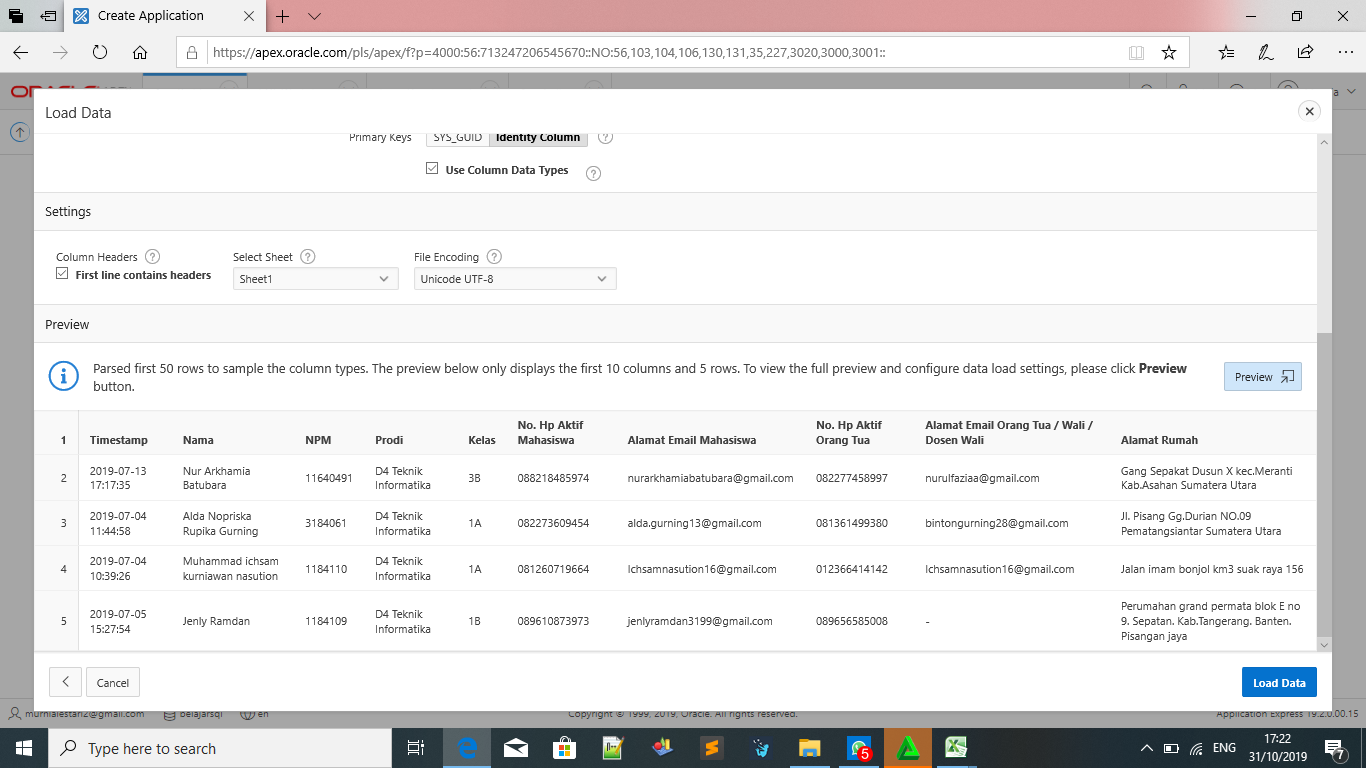 Create Application
https://apex.oracle.com/pls/apex/f?p=4000:56:713247206545670::NO:56,103,104,106,130,131,35,227,3020,3000,3001::
Load Data
Primary Keys SYS_GUID Identity Column ?
Use Column Data Types ?
Settings
Column Headers ? Select Sheet ? File Encoding ?
First line contains headers Sheet1 Unicode UTF-8
Preview
Parsed first 50 rows to sample the column types. The preview below only displays the first 10 columns and 5 rows. To view the full preview and configure data load settings, please click Preview
button.
Preview
1 Timestamp Nama NPM Prodi Kelas No. Hp Aktif Mahasiswa Alamat Email Mahasiswa No. Hp Aktif Orang Tua Alamat Email Orang Tua / Wali / Dosen Wali Alamat Rumah
2 2019-07-13 17:17:35 Nur Arkhamia Batubara 11640491 D4 Teknik Informatika 3B 088218485974 nurarkhamiabatubara@gmail.com 082277458997 nurulfaziaa@gmail.com Gang Sepakat Dusun X kec.Meranti Kab.Asahan Sumatera Utara
3 2019-07-04 11:44:58 Alda Nopriska Rupika Gurning 3184061 D4 Teknik Informatika 1A 082273609454 alda.gurning13@gmail.com 081361499380 bintongurning28@gmail.com Jl. Pisang Gg.Durian NO.09 Pematangsiantar Sumatera Utara
4 2019-07-04 10:39:26 Muhammad ichsam kurniawan nasution 1184110 D4 Teknik Informatika 1A 081260719664 Ichsamnasution16@gmail.com 012366414142 Ichsamnasution16@gmail.com Jalan imam bonjol km3 suak raya 156
5 2019-07-05 15:27:54 Jenly Ramdan 1184109 D4 Teknik Informatika 1B 089610873973 jenlyramdan3199@gmail.com 089656585008 - Perumahan grand permata blok E no 9. Sepatan. Kab.Tangerang. Banten. Pisangan jaya
Cancel Load Data
murnialestari2@gmail.com belajarsql en Copyright © 1999, 2019, Oracle. All rights reserved. Application Express 19.2.0.00.15
Type here to search
5
ENG 17:22
31/10/2019
7